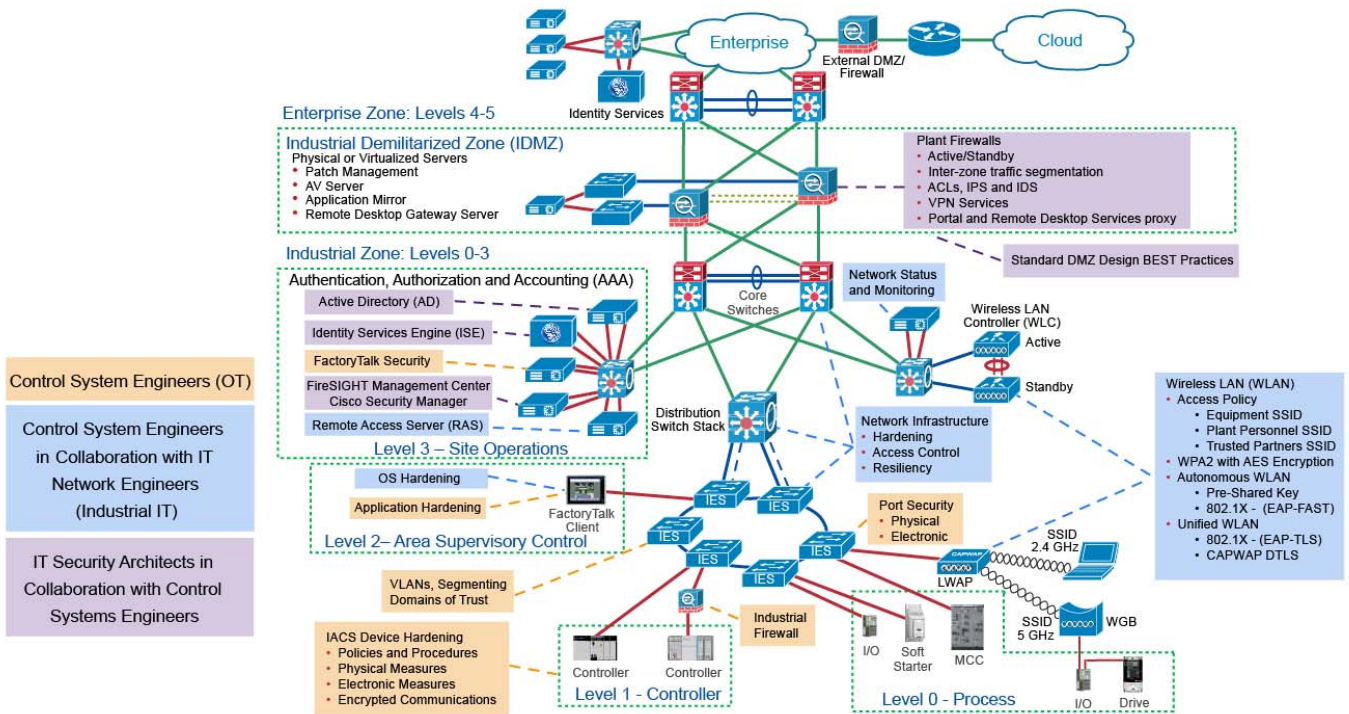 Enterprise
Cloud
External DMZ/
Firewall
Identity Services
Enterprise Zone: Levels 4-5
Industrial Demilitarized Zone (IDMZ)
Physical or Virtualized Servers
• Patch Management
• AV Server
• Application Mirror
• Remote Desktop Gateway Server
Plant Firewalls
• Active/Standby
• Inter-zone traffic segmentation
• ACLs, IPS and IDS
• VPN Services
• Portal and Remote Desktop Services proxy
Standard DMZ Design BEST Practices
Industrial Zone: Levels 0-3
Authentication, Authorization and Accounting (AAA)
Active Directory (AD)
Identity Services Engine (ISE)
FactoryTalk Security
FireSIGHT Management Center
Cisco Security Manager
Remote Access Server (RAS)
Level 3 – Site Operations
Core
Switches
Network Status
and Monitoring
Wireless LAN
Controller (WLC)
Active
Standby
Distribution
Switch Stack
Network Infrastructure
• Hardening
• Access Control
• Resiliency
Wireless LAN (WLAN)
• Access Policy
▪ Equipment SSID
▪ Plant Personnel SSID
▪ Trusted Partners SSID
• WPA2 with AES Encryption
• Autonomous WLAN
▪ Pre-Shared Key
▪ 802.1X - (EAP-FAST)
• Unified WLAN
▪ 802.1X - (EAP-TLS)
▪ CAPWAP DTLS
Control System Engineers (OT)
Control System Engineers
in Collaboration with IT
Network Engineers
(Industrial IT)
IT Security Architects in
Collaboration with Control
Systems Engineers
OS Hardening
Application Hardening
FactoryTalk
Client
Level 2– Area Supervisory Control
IES
IES
IES
IES
IES
IES
Port Security
• Physical
• Electronic
CAPWAP
LWAP
SSID
2.4 GHz
SSID
5 GHz
WGB
VLANs, Segmenting
Domains of Trust
Industrial
Firewall
IACS Device Hardening
• Policies and Procedures
• Physical Measures
• Electronic Measures
• Encrypted Communications
Controller
Controller
Level 1 - Controller
I/O
Soft
Starter
MCC
Level 0 - Process
I/O
Drive